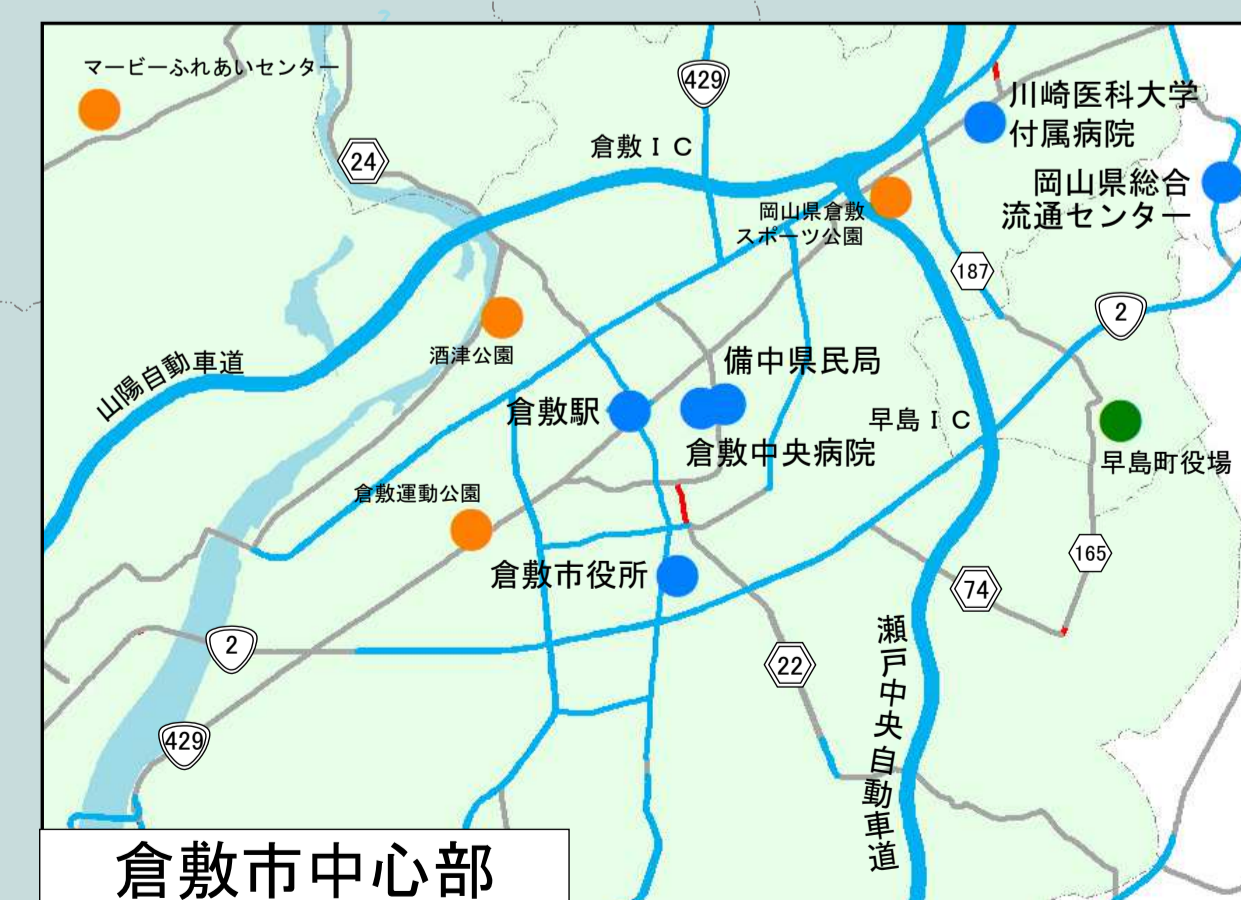 マービーふれあいセンター
429
川崎医科大学
付属病院
24
倉敷ＩＣ
岡山県総合
流通センター
岡山県倉敷
スポーツ公園
187
2
酒津公園
備中県民局
山陽自動車道
倉敷駅
早島ＩＣ
倉敷中央病院
早島町役場
倉敷運動公園
165
倉敷市役所
74
2
瀬戸中央自動車道
22
429
倉敷市中心部